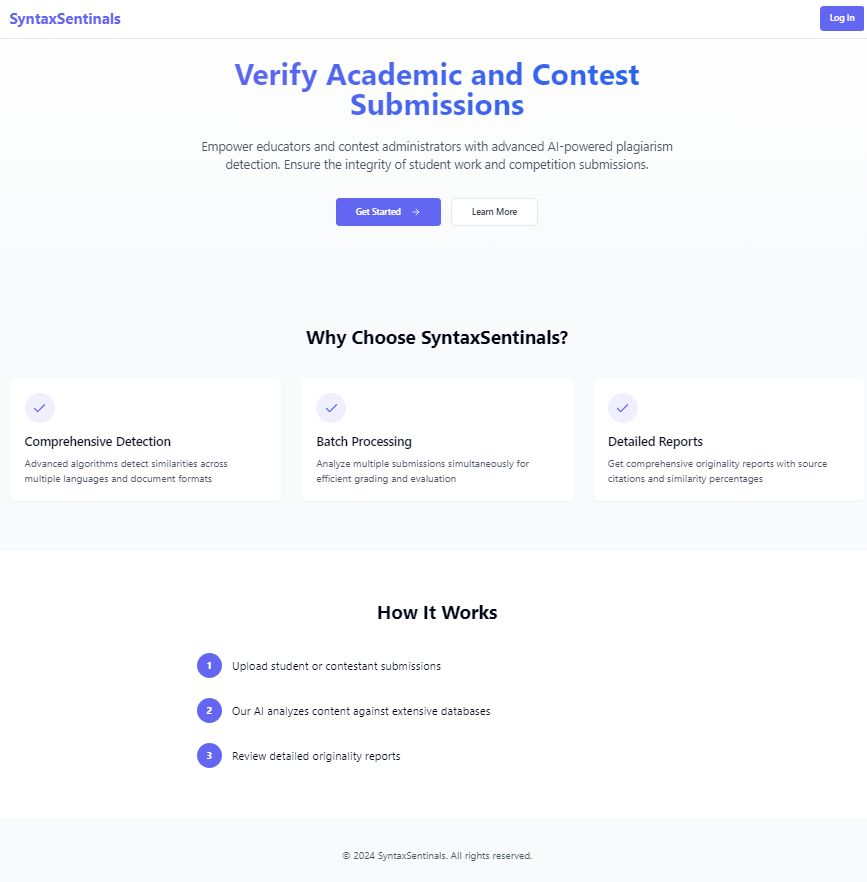 SyntaxSentinals
Log In
Verify Academic and Contest
Submissions
Empower educators and contest administrators with advanced AI-powered plagiarism
detection. Ensure the integrity of student work and competition submissions.
Get Started →
Learn More
Why Choose SyntaxSentinals?
Comprehensive Detection
Advanced algorithms detect similarities across
multiple languages and document formats
Batch Processing
Analyze multiple submissions simultaneously for
efficient grading and evaluation
Detailed Reports
Get comprehensive originality reports with source
citations and similarity percentages
How It Works
1 Upload student or contestant submissions
2 Our AI analyzes content against extensive databases
3 Review detailed originality reports
© 2024 SyntaxSentinals. All rights reserved.